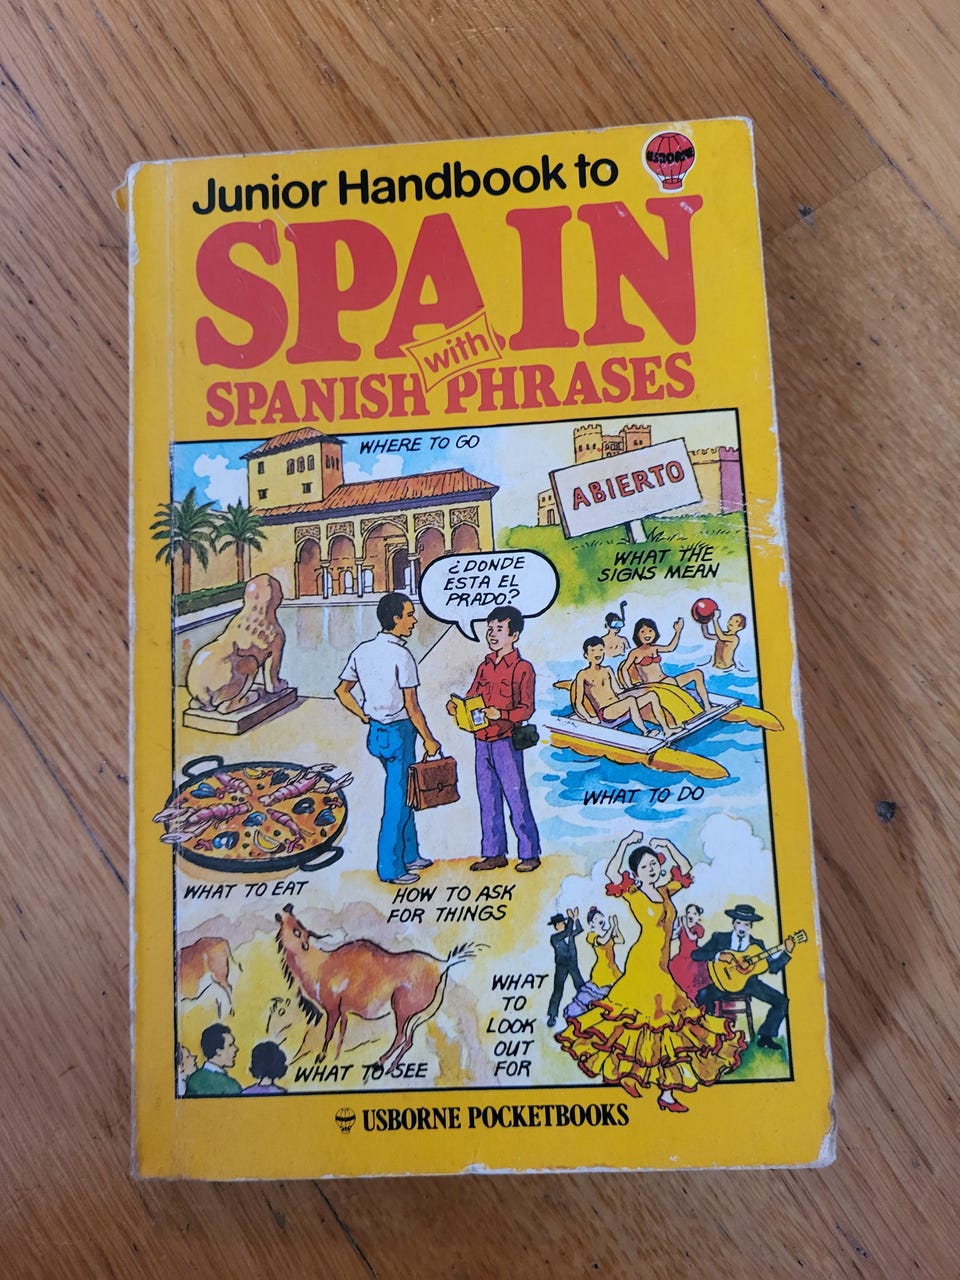 Junior Handbook to
USBORNE
SPAIN
with
SPANISH PHRASES
WHERE TO GO
ABIERTO
WHAT THE
SIGNS MEAN
¿DONDE
ESTA EL
PRADO?
WHAT TO DO
WHAT TO EAT
HOW TO ASK
FOR THINGS
WHAT
TO
LOOK
OUT
FOR
WHAT TO SEE
USBORNE POCKETBOOKS